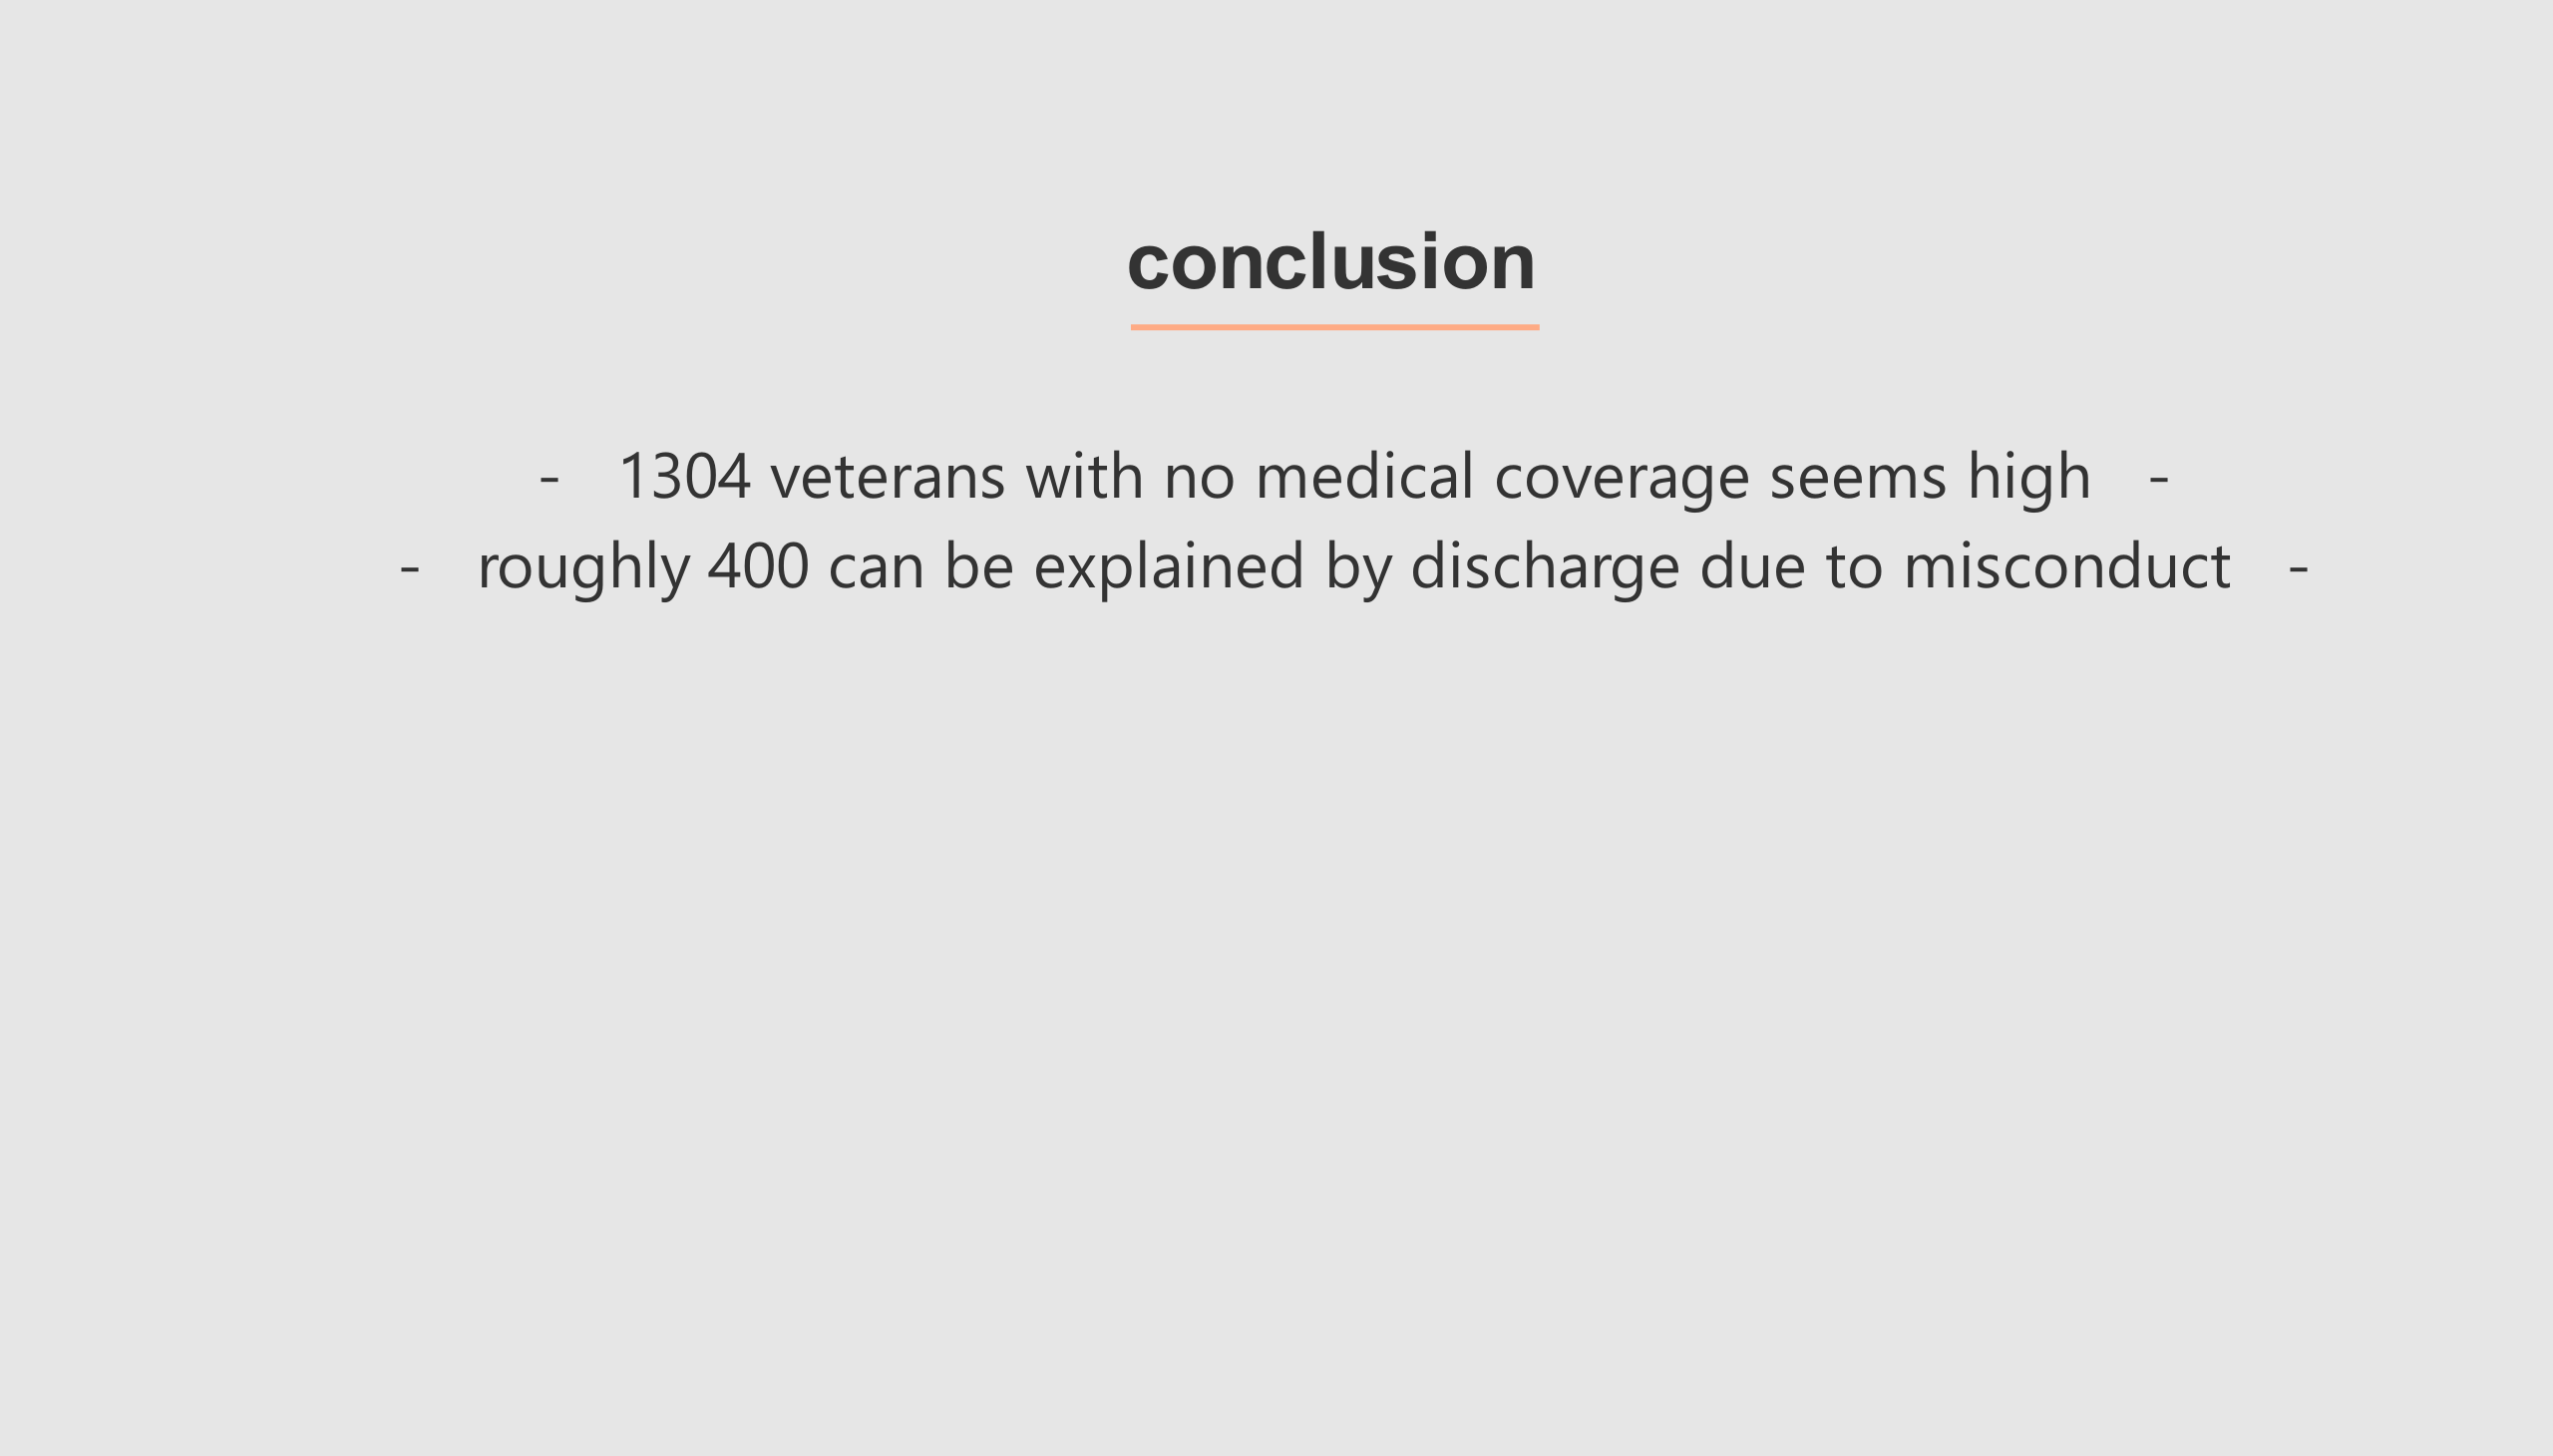 conclusion
- 1304 veterans with no medical coverage seems high -
- roughly 400 can be explained by discharge due to misconduct -